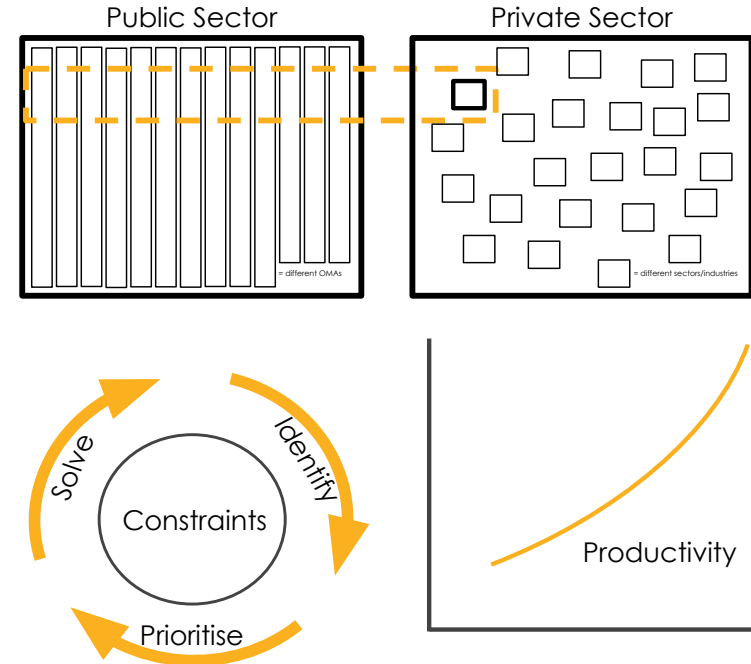 Public Sector
Private Sector
= different OMAs
= different sectors/industries
Solve
Identify
Constraints
Prioritise
Productivity